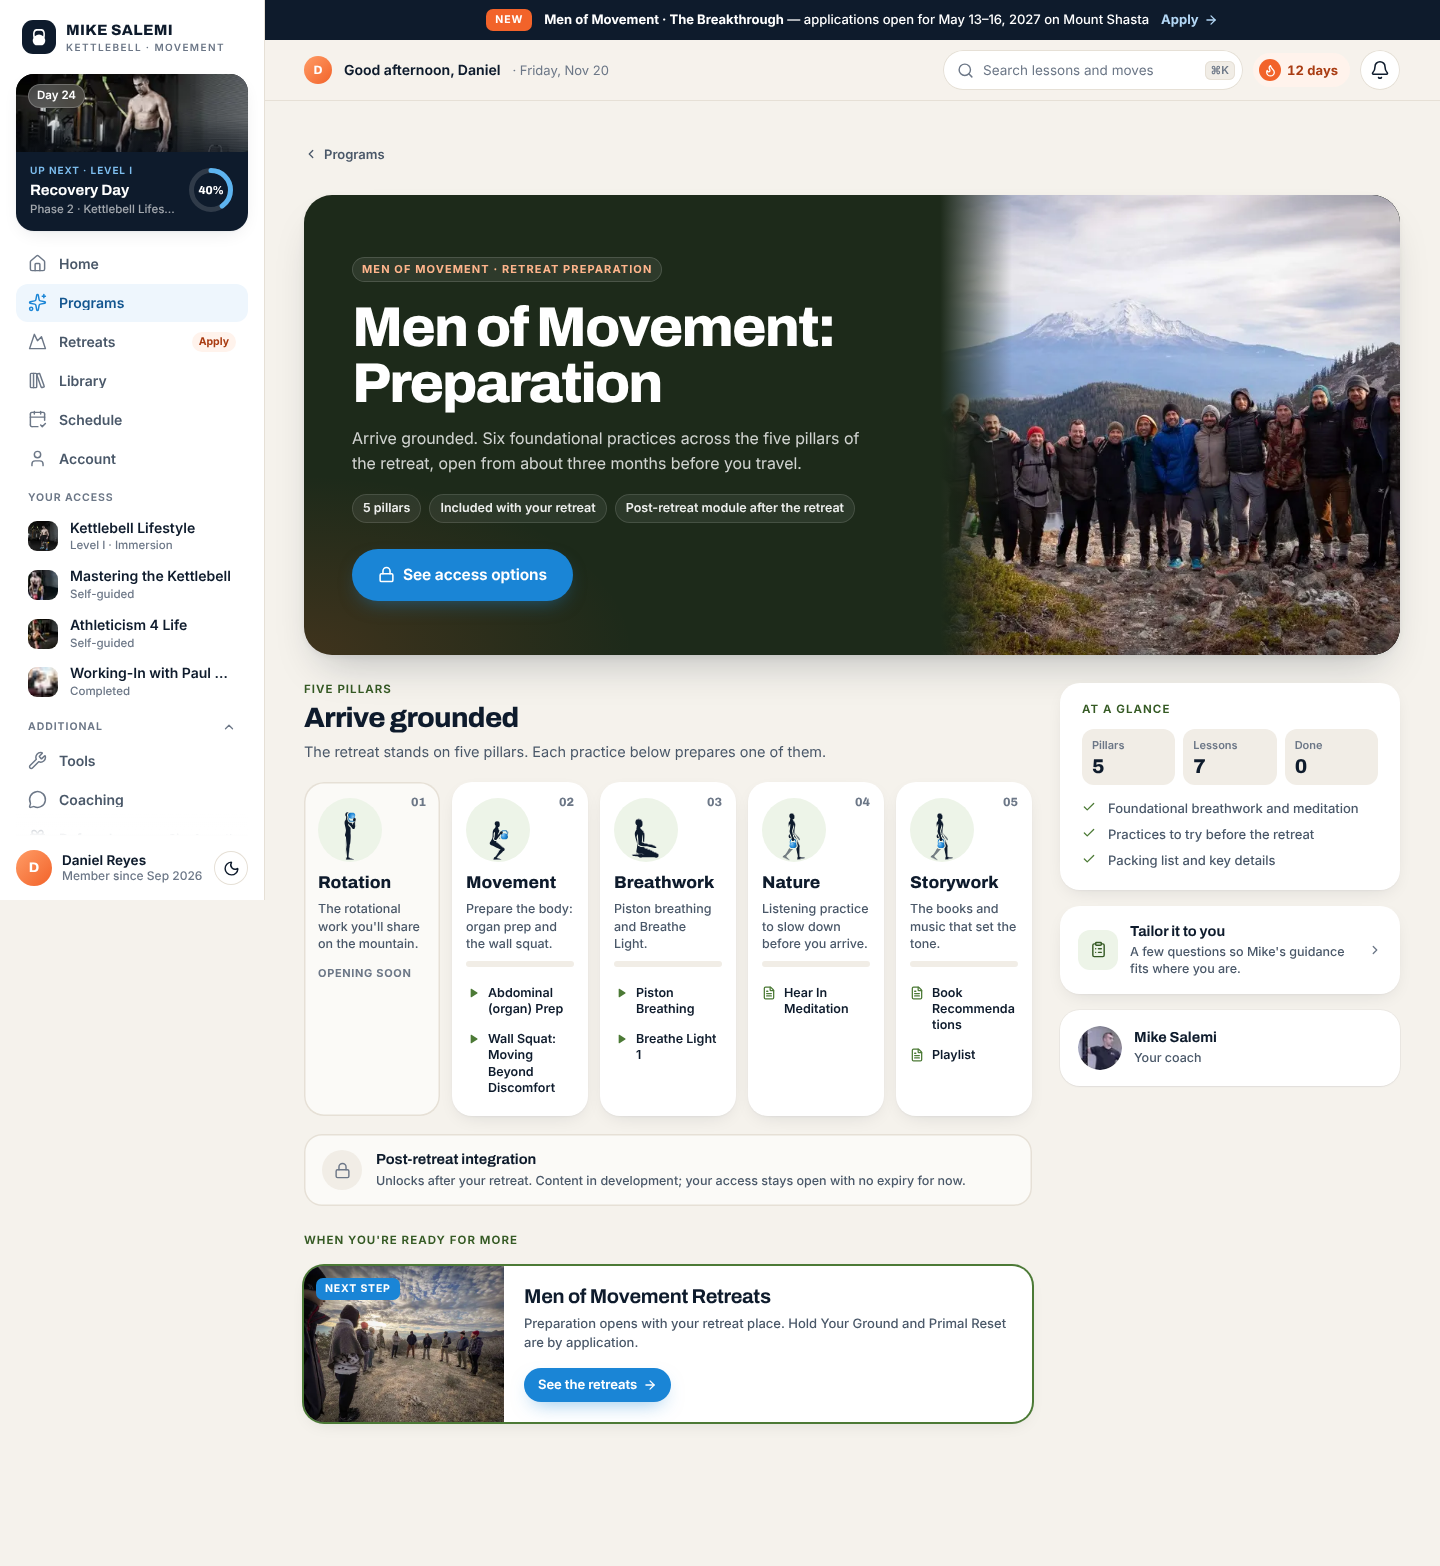 MIKE SALEMI
KETTLEBELL · MOVEMENT
Day 24
UP NEXT · LEVEL I
Recovery Day
Phase 2 · Kettlebell Lifes...
40%
Home
Programs
Retreats
Apply
Library
Schedule
Account
YOUR ACCESS
Kettlebell Lifestyle
Level I · Immersion
Mastering the Kettlebell
Self-guided
Athleticism 4 Life
Self-guided
Working-In with Paul ...
Completed
ADDITIONAL
Tools
Coaching
D
Daniel Reyes
Member since Sep 2026
NEW Men of Movement · The Breakthrough — applications open for May 13–16, 2027 on Mount Shasta Apply →
D Good afternoon, Daniel · Friday, Nov 20
Search lessons and moves ⌘K
12 days
Programs
MEN OF MOVEMENT · RETREAT PREPARATION
Men of Movement:
Preparation
Arrive grounded. Six foundational practices across the five pillars of
the retreat, open from about three months before you travel.
5 pillars
Included with your retreat
Post-retreat module after the retreat
See access options
FIVE PILLARS
Arrive grounded
The retreat stands on five pillars. Each practice below prepares one of them.
01
Rotation
The rotational
work you'll share
on the mountain.
OPENING SOON
02
Movement
Prepare the body:
organ prep and
the wall squat.
Abdominal
(organ) Prep
Wall Squat:
Moving
Beyond
Discomfort
03
Breathwork
Piston breathing
and Breathe
Light.
Piston
Breathing
Breathe Light
1
04
Nature
Listening practice
to slow down
before you arrive.
Hear In
Meditation
05
Storywork
The books and
music that set the
tone.
Book
Recommenda
tions
Playlist
Post-retreat integration
Unlocks after your retreat. Content in development; your access stays open with no expiry for now.
WHEN YOU'RE READY FOR MORE
NEXT STEP
Men of Movement Retreats
Preparation opens with your retreat place. Hold Your Ground and Primal Reset
are by application.
See the retreats →
AT A GLANCE
Pillars
5
Lessons
7
Done
0
Foundational breathwork and meditation
Practices to try before the retreat
Packing list and key details
Tailor it to you
A few questions so Mike's guidance
fits where you are.
Mike Salemi
Your coach